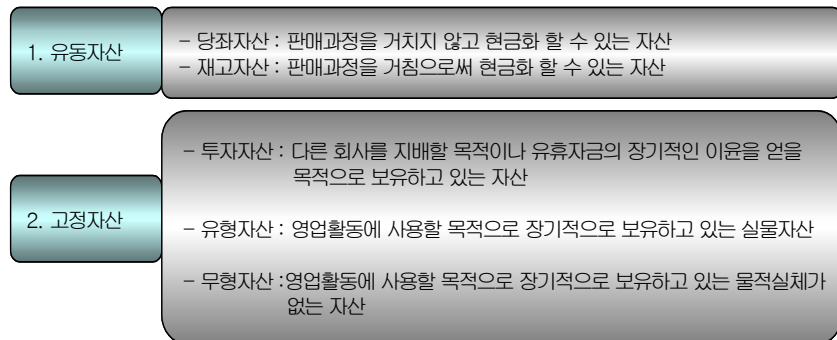 1. 유동자산
- 당좌자산 : 판매과정을 거치지 않고 현금화 할 수 있는 자산
- 재고자산 : 판매과정을 거침으로써 현금화 할 수 있는 자산
2. 고정자산
- 투자자산 : 다른 회사를 지배할 목적이나 유휴자금의 장기적인 이윤을 얻을
목적으로 보유하고 있는 자산
- 유형자산 : 영업활동에 사용할 목적으로 장기적으로 보유하고 있는 실물자산
- 무형자산 :영업활동에 사용할 목적으로 장기적으로 보유하고 있는 물적실체가
없는 자산